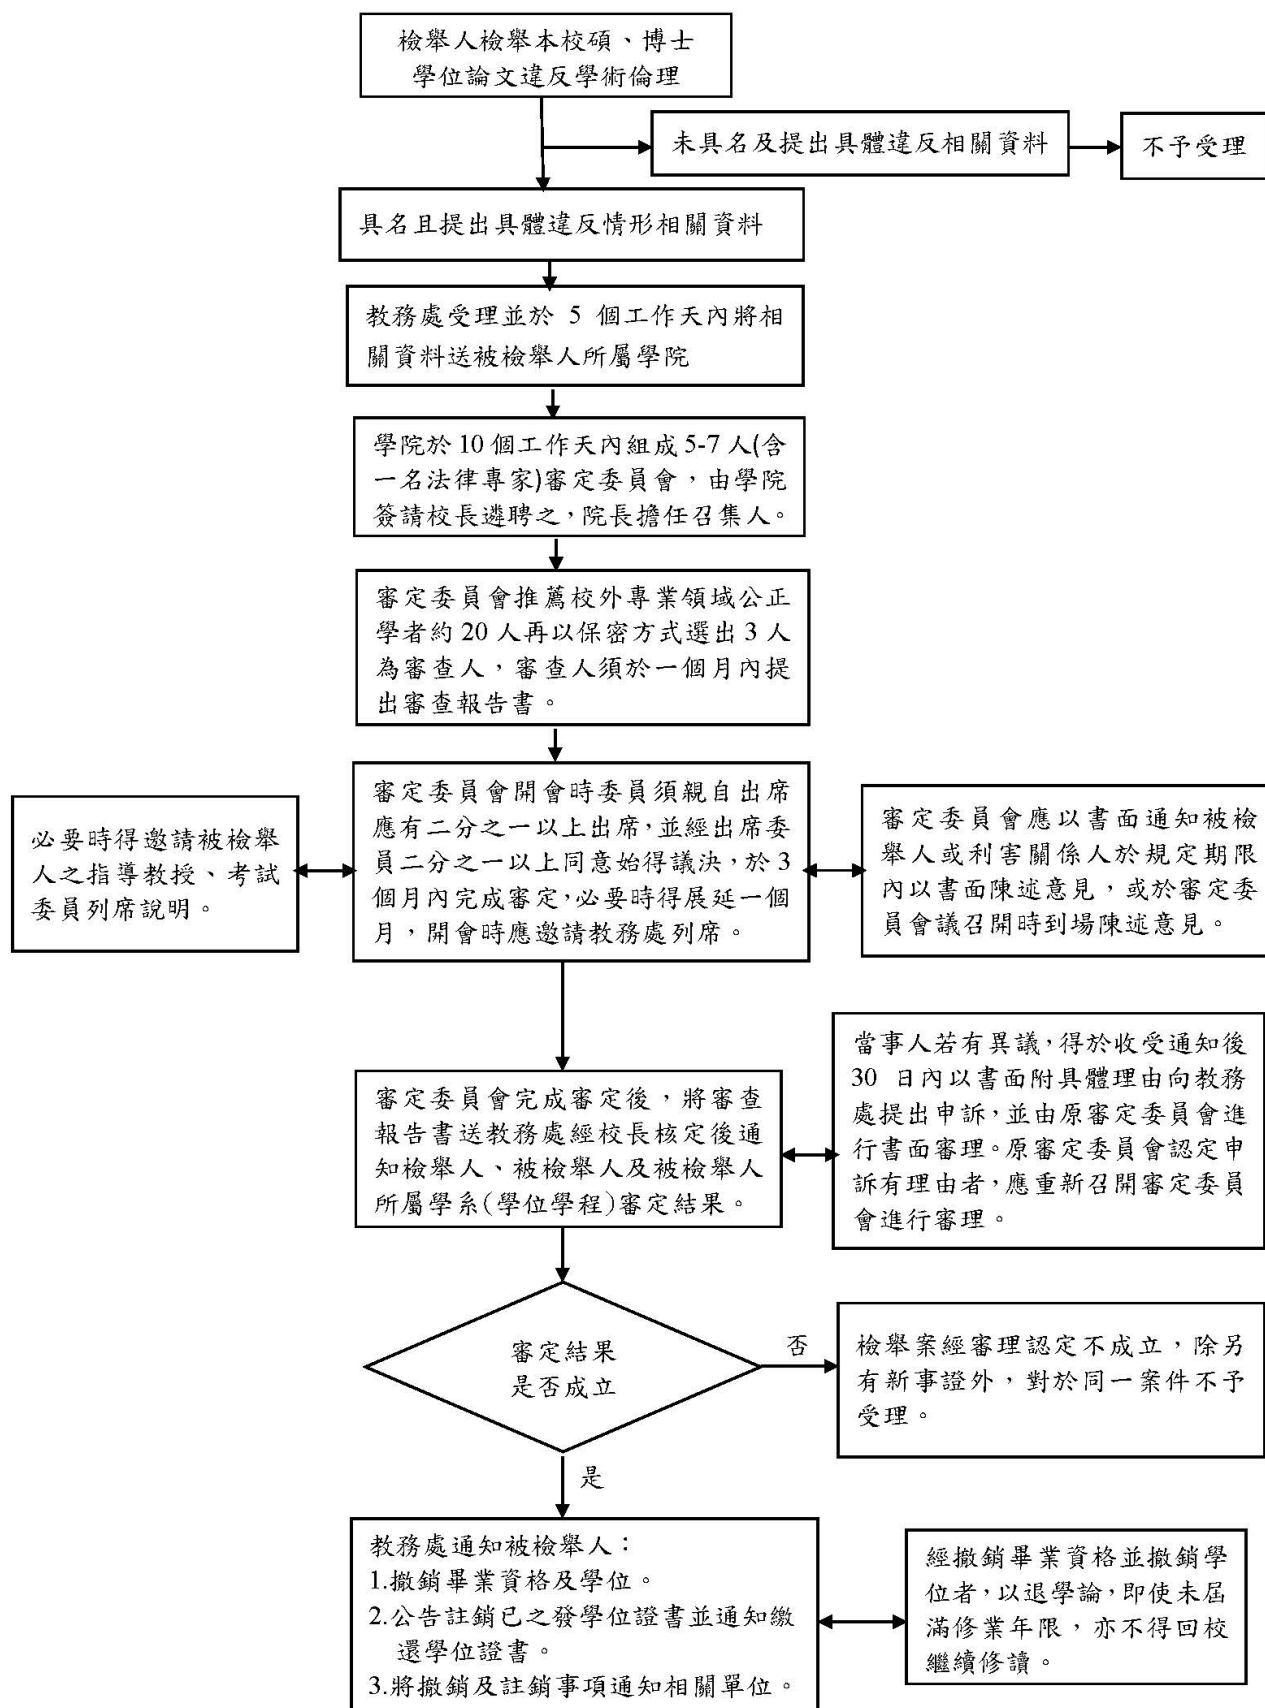 檢舉人檢舉本校碩、博士
學位論文違反學術倫理
未具名及提出具體違反相關資料
不予受理
具名且提出具體違反情形相關資料
教務處受理並於 5 個工作天內將相
關資料送被檢舉人所屬學院
學院於 10 個工作天內組成 5-7 人(含
一名法律專家)審定委員會，由學院
簽請校長遴聘之，院長擔任召集人。
審定委員會推薦校外專業領域公正
學者約 20 人再以保密方式選出 3 人
為審查人，審查人須於一個月內提
出審查報告書。
審定委員會開會時委員須親自出席
應有二分之一以上出席，並經出席委
員二分之一以上同意始得議決，於 3
個月內完成審定，必要時得展延一個
月，開會時應邀請教務處列席。
必要時得邀請被檢舉
人之指導教授、考試
委員列席說明。
審定委員會應以書面通知被檢
舉人或利害關係人於規定期限
內以書面陳述意見，或於審定委
員會議召開時到場陳述意見。
審定委員會完成審定後，將審查
報告書送教務處經校長核定後通
知檢舉人、被檢舉人及被檢舉人
所屬學系(學位學程)審定結果。
當事人若有異議，得於收受通知後
30 日內以書面附具體理由向教務
處提出申訴，並由原審定委員會進
行書面審理。原審定委員會認定申
訴有理由者，應重新召開審定委員
會進行審理。
審定結果
是否成立
否
檢舉案經審理認定不成立，除另
有新事證外，對於同一案件不予
受理。
是
教務處通知被檢舉人：
1.撤銷畢業資格及學位。
2.公告註銷已之發學位證書並通知繳
還學位證書。
3.將撤銷及註銷事項通知相關單位。
經撤銷畢業資格並撤銷學
位者，以退學論，即使未屆
滿修業年限，亦不得回校
繼續修讀。